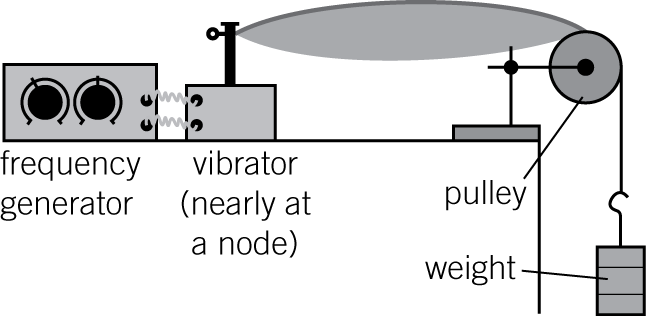 frequency
generator
vibrator
(nearly at
a node)
pulley
weight